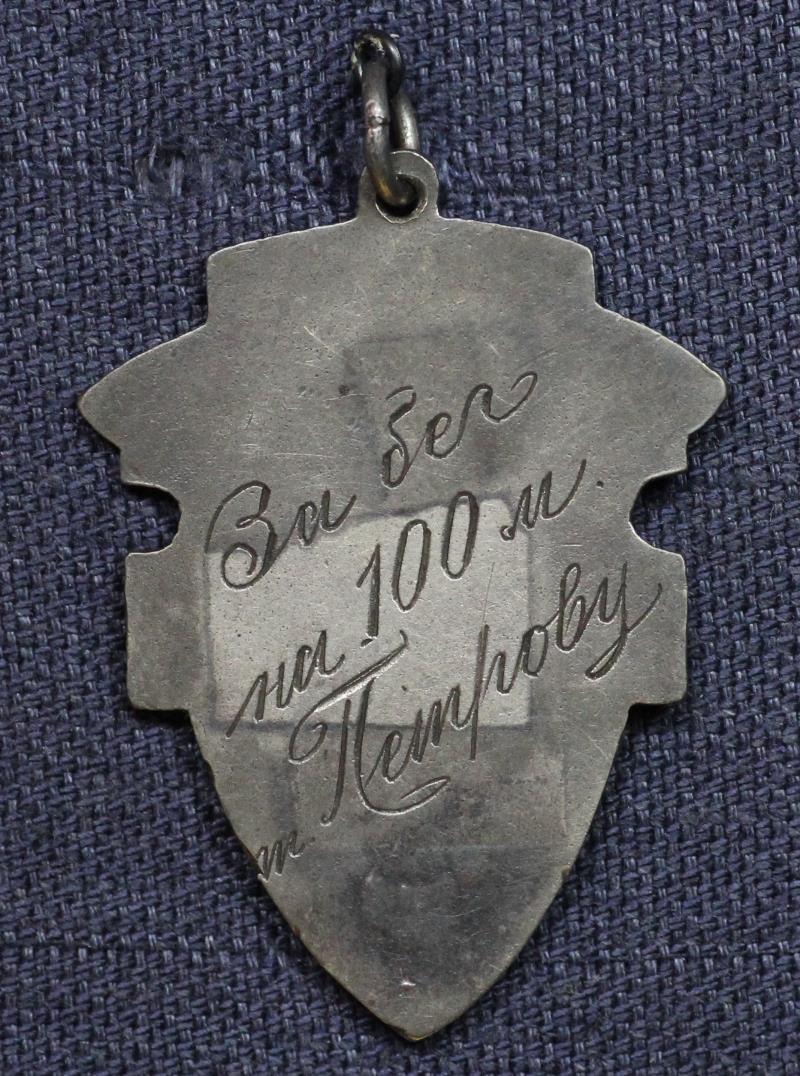 За бег
на 100 м.
т. Петрову